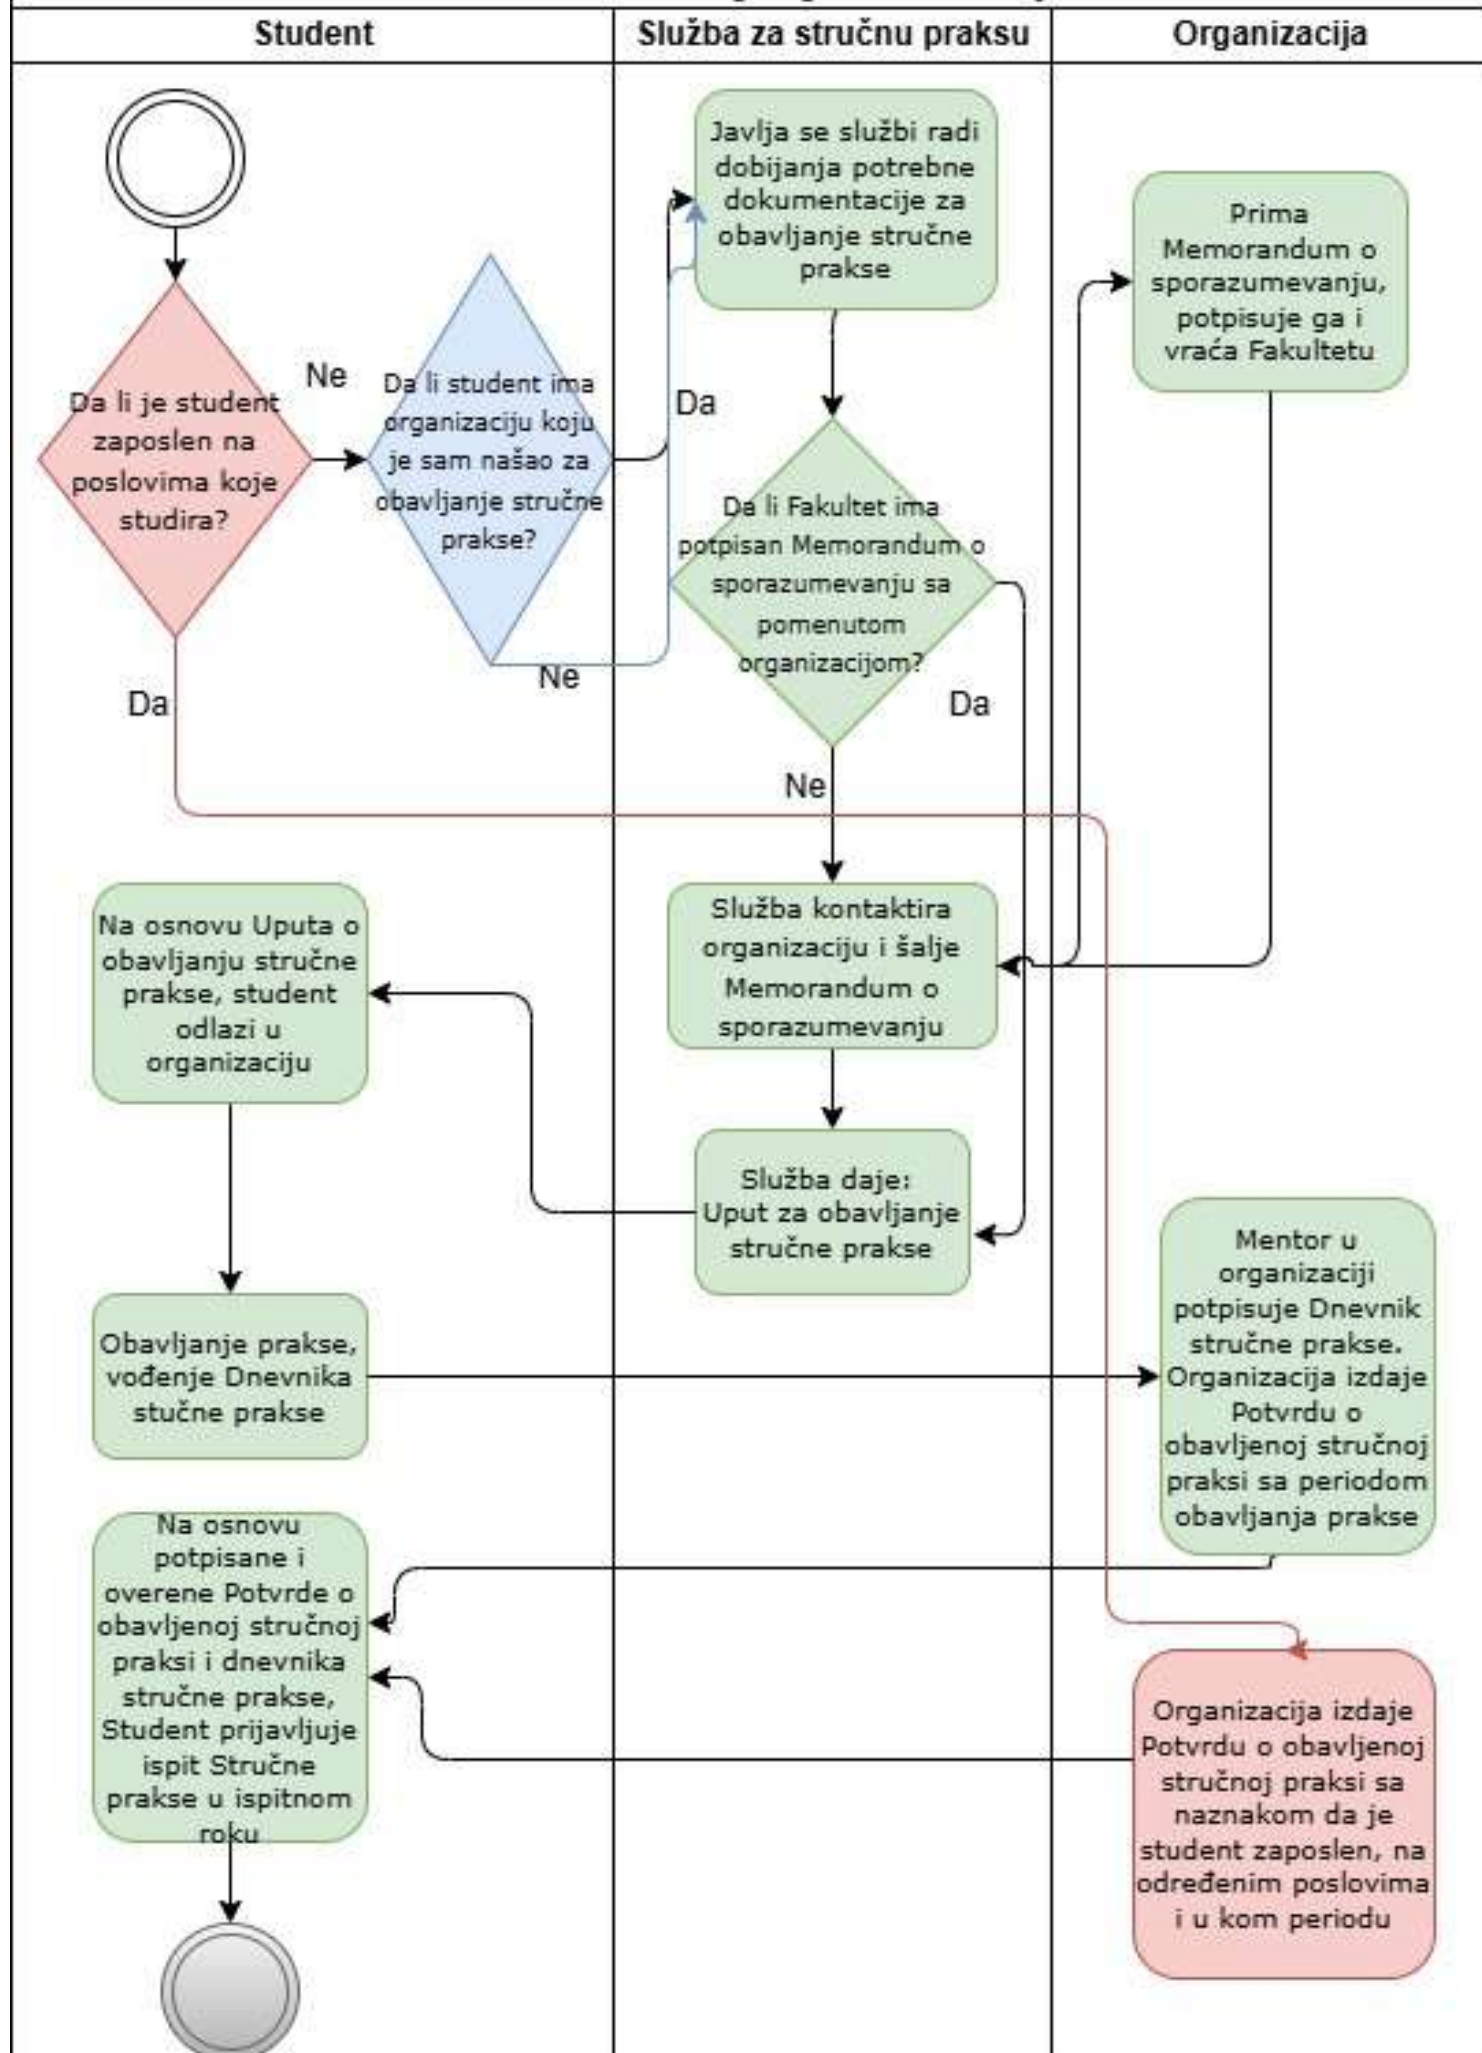 Student
Služba za stručnu praksu
Organizacija
Javlja se službi radi
dobijanja potrebne
dokumentacije za
obavljanje stručne
prakse
Prima
Memorandum o
sporazumevanju,
potpisuje ga i
vraća Fakultetu
Da li je student
zaposlen na
poslovima koje
studira?
Ne
Da li student ima
organizaciju koju
je sam našao za
obavljanje stručne
prakse?
Da
Ne
Da
Da li Fakultet ima
potpisan Memorandum o
sporazumevanju sa
pomenutom
organizacijom?
Da
Ne
Na osnovu Uputa o
obavljanju stručne
prakse, student
odlazi u
organizaciju
Služba kontaktira
organizaciju i šalje
Memorandum o
sporazumevanju
Služba daje:
Uput za obavljanje
stručne prakse
Obavljanje prakse,
vođenje Dnevnika
stučne prakse
Mentor u
organizaciji
potpisuje Dnevnik
stručne prakse.
Organizacija izdaje
Potvrdu o
obavljenoj stručnoj
praksi sa periodom
obavljanja prakse
Na osnovu
potpisane i
overene Potvrde o
obavljenoj stručnoj
praksi i dnevnika
stručne prakse,
Student prijavljuje
ispit Stručne
prakse u ispitnom
roku
Organizacija izdaje
Potvrdu o obavljenoj
stručnoj praksi sa
naznakom da je
student zaposlen, na
određenim poslovima
i u kom periodu